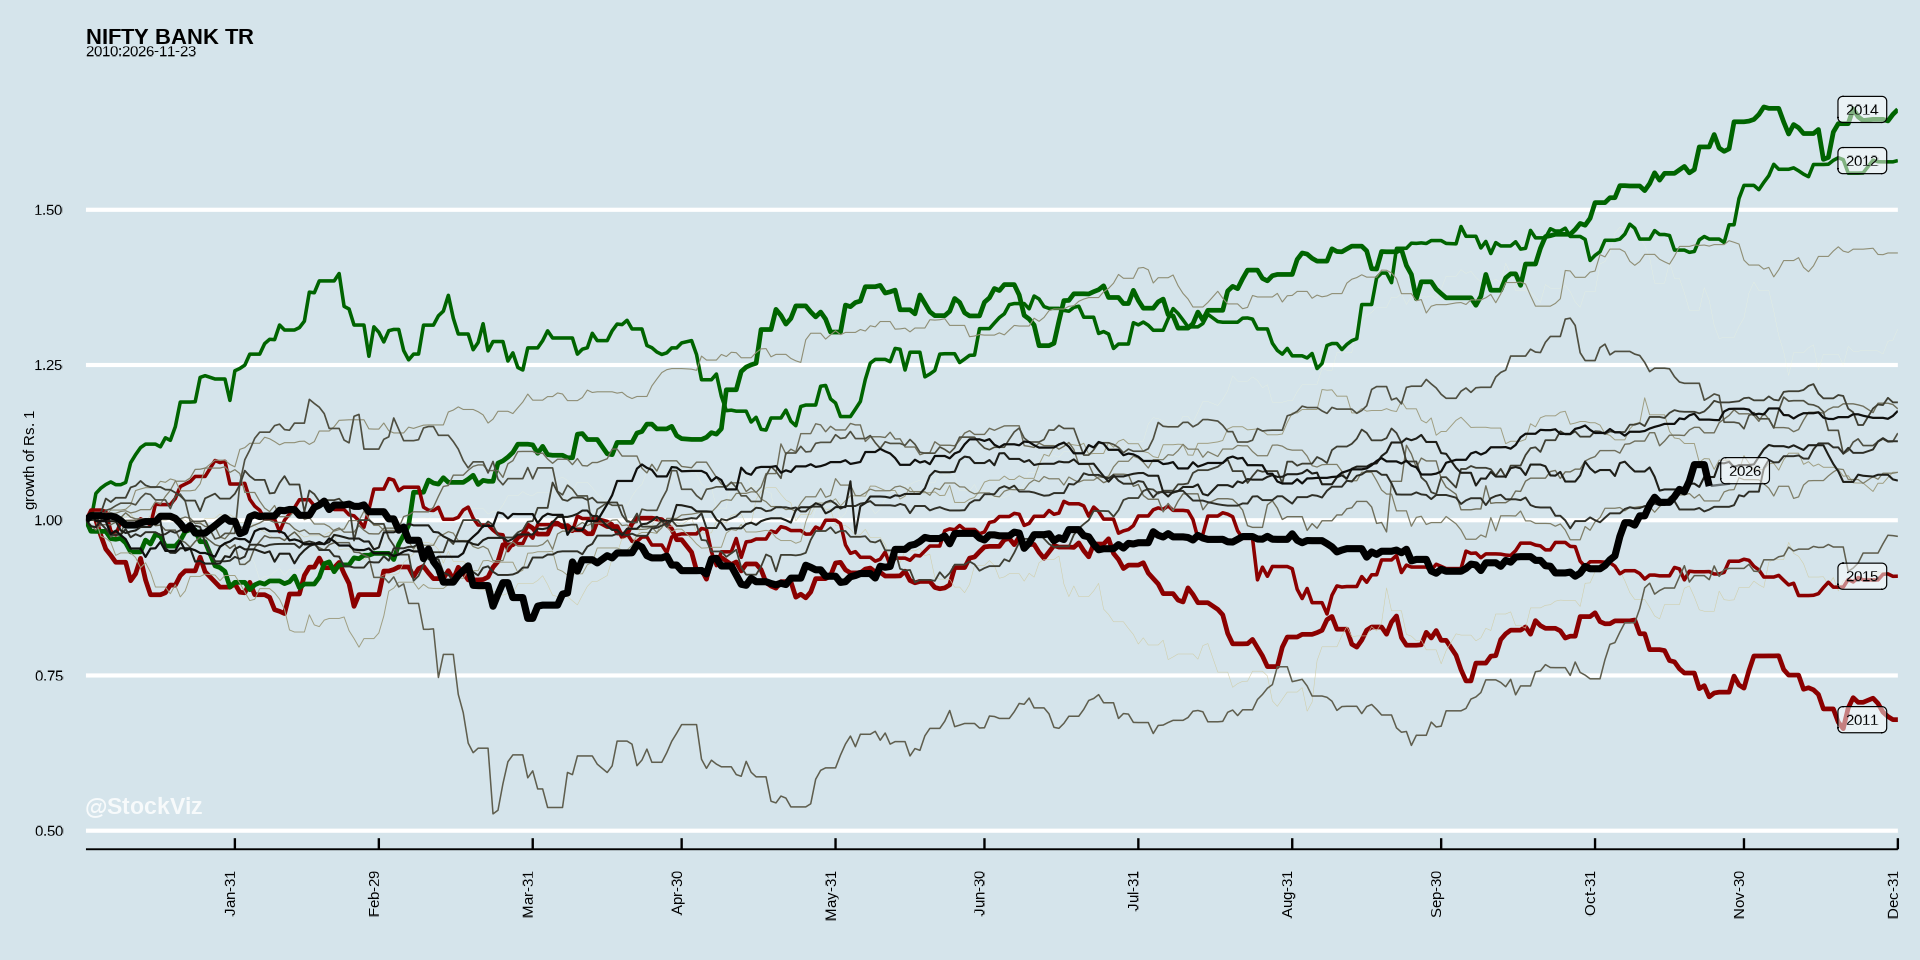 NIFTY BANK TR
2010:2026-11-23
2014
2012
1.50
1.25
growth of Rs. 1
2026
1.00
2015
0.75
2011
@StockViz
0.50
Jan-31
Feb-29
Mar-31
Apr-30
May-31
Jun-30
Jul-31
Aug-31
Sep-30
Oct-31
Nov-30
Dec-31